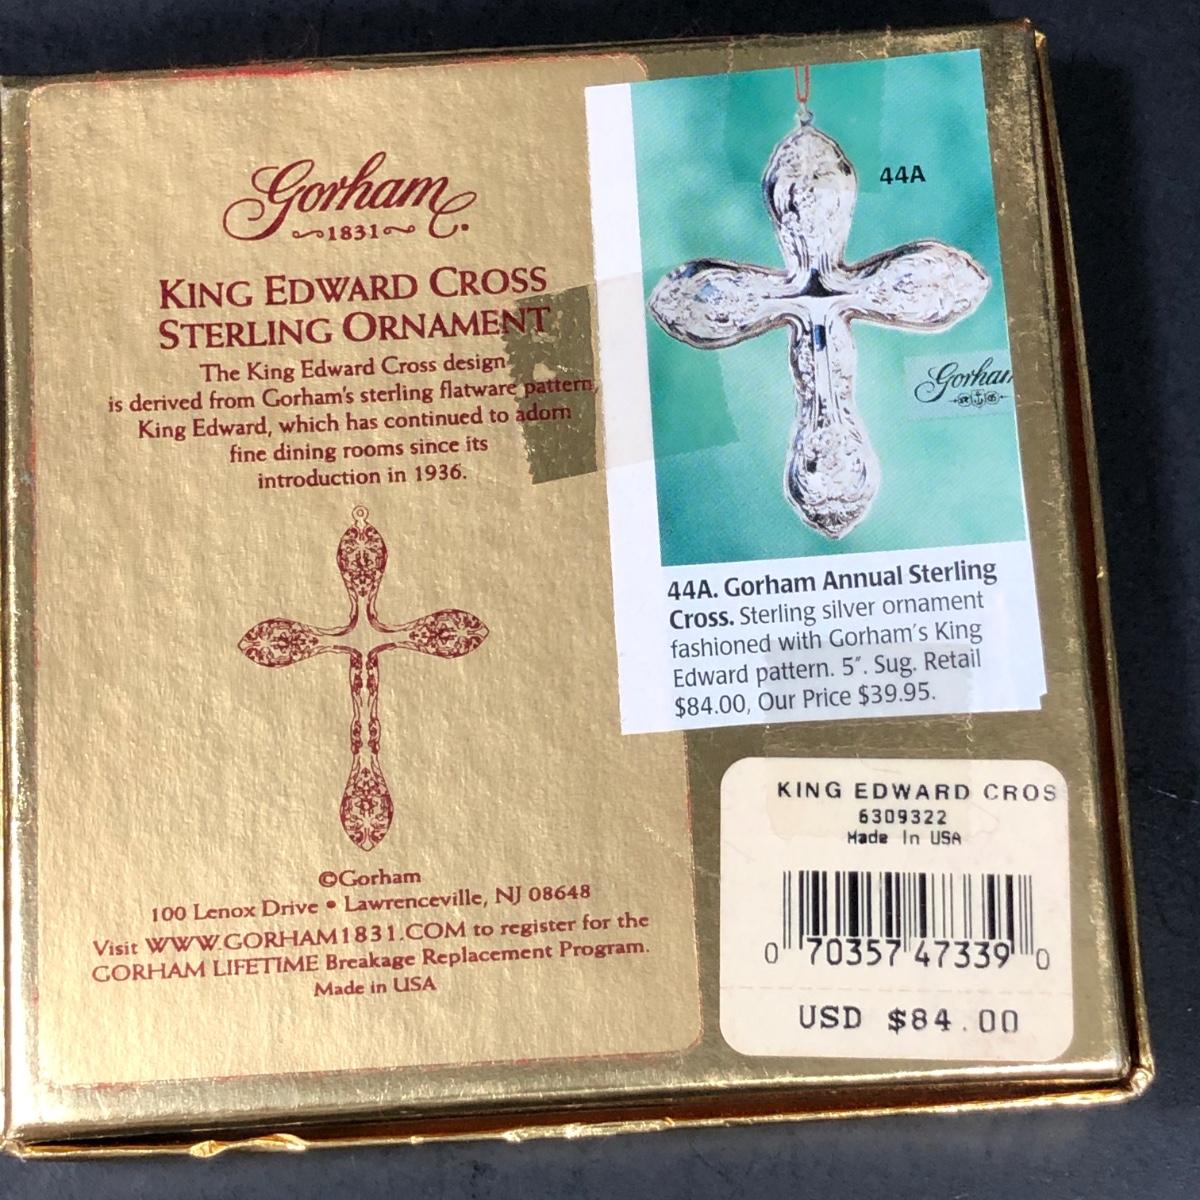 Gorham
1831
KING EDWARD CROSS
STERLING ORNAMENT
The King Edward Cross design
is derived from Gorham's sterling flatware pattern,
King Edward, which has continued to adorn
fine dining rooms since its
introduction in 1936.
©Gorham
100 Lenox Drive • Lawrenceville, NJ 08648
Visit WWW.GORHAM1831.COM to register for the
GORHAM LIFETIME Breakage Replacement Program.
Made in USA
44A
Gorham
44A. Gorham Annual Sterling
Cross. Sterling silver ornament
fashioned with Gorham's King
Edward pattern. 5". Sug. Retail
$84.00, Our Price $39.95.
KING EDWARD CROS
6309322
Made In USA
0 70357 47339 0
USD $84.00